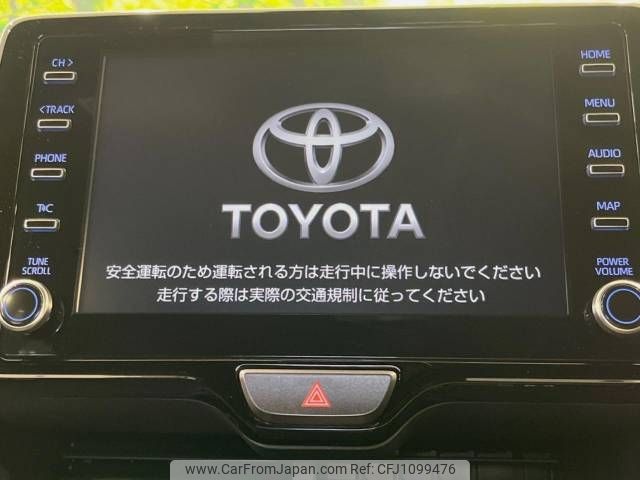 CH >
HOME
< TRACK
MENU
PHONE
AUDIO
T®C
MAP
TUNE
SCROLL
POWER
VOLUME
TOYOTA
安全運転のため運転される方は走行中に操作しないでください
走行する際は実際の交通規制に従ってください
www.CarFromJapan.com | Ref: CFJ1099476